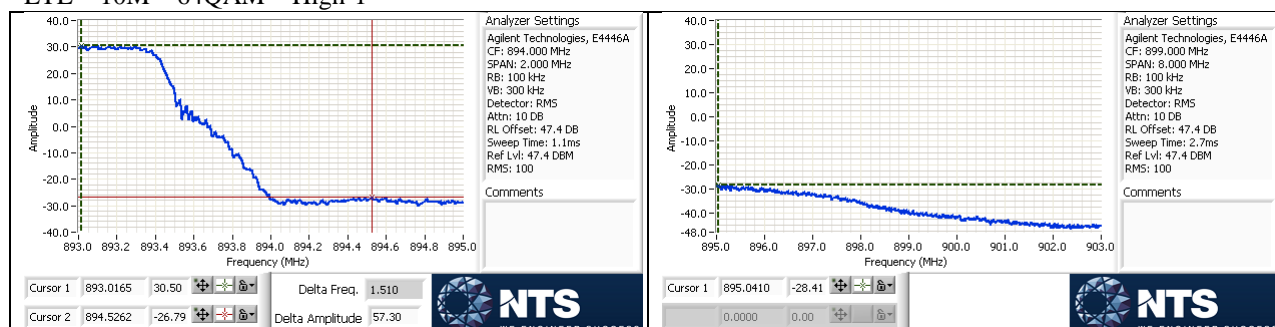 LTE 10M 64QAM High-1
40.0
30.0
20.0
10.0
0.0
-10.0
-20.0
-30.0
-40.0
Amplitude
893.0 893.2 893.4 893.6 893.8 894.0 894.2 894.4 894.6 894.8 895.0
Frequency (MHz)
Analyzer Settings
Agilent Technologies, E4446A
CF: 894.000 MHz
SPAN: 2.000 MHz
RB: 100 kHz
VB: 300 kHz
Detector: RMS
Attn: 10 DB
RL Offset: 47.4 DB
Sweep Time: 1.1ms
Ref Lvl: 47.4 DBM
RMS: 100
Comments
Cursor 1 893.0165 30.50
Cursor 2 894.5262 -26.79
Delta Freq. 1.510
Delta Amplitude 57.30
NTS
40.0
30.0
20.0
10.0
0.0
-10.0
-20.0
-30.0
-40.0
-48.0
Amplitude
895.0 896.0 897.0 898.0 899.0 900.0 901.0 902.0 903.0
Frequency (MHz)
Analyzer Settings
Agilent Technologies, E4446A
CF: 899.000 MHz
SPAN: 8.000 MHz
RB: 100 kHz
VB: 300 kHz
Detector: RMS
Attn: 10 DB
RL Offset: 47.4 DB
Sweep Time: 2.7ms
Ref Lvl: 47.4 DBM
RMS: 100
Comments
Cursor 1 895.0410 -28.41
0.0000 0.00
NTS